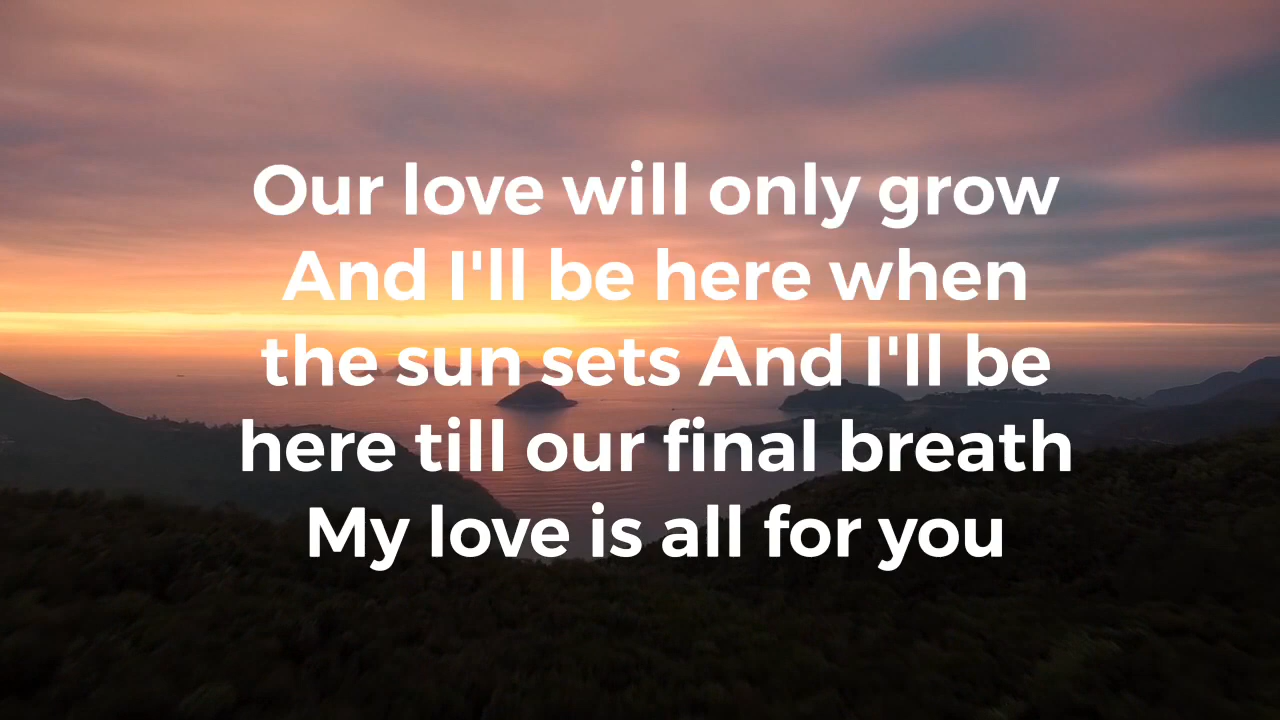 Our love will only grow
And I'll be here when
the sun sets And I'll be
here till our final breath
My love is all for you